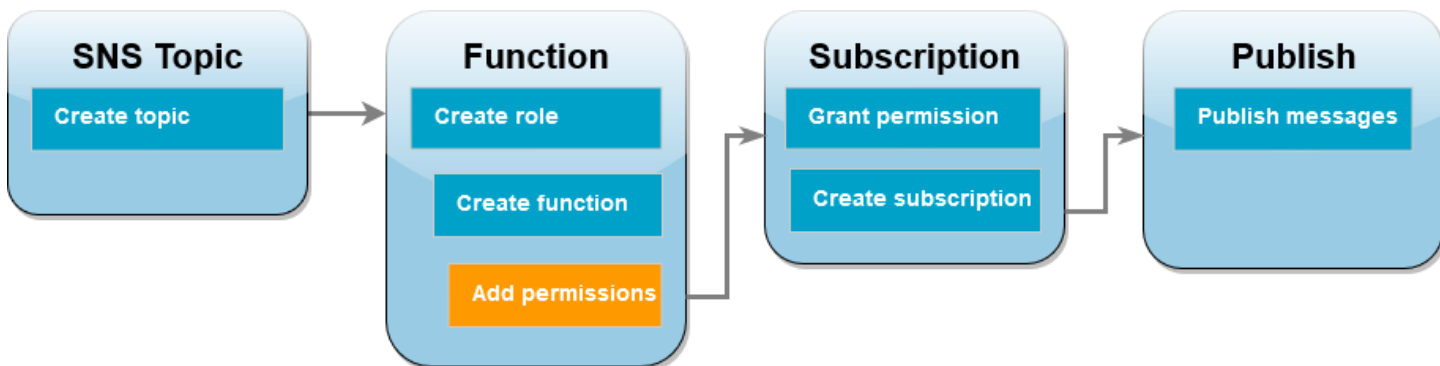 SNS Topic
Create topic
Function
Create role
Create function
Add permissions
Subscription
Grant permission
Create subscription
Publish
Publish messages